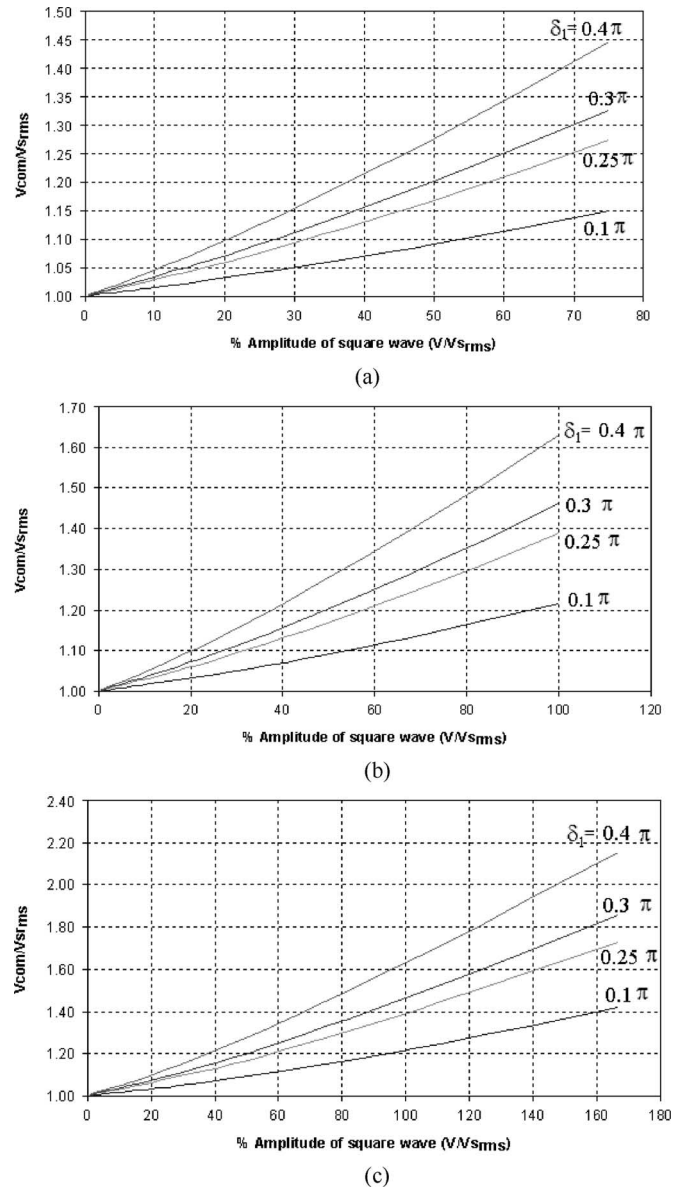 1.50
1.45
1.40
1.35
1.30
1.25
1.20
1.15
1.10
1.05
1.00
Vcom/Vsrms
δ1= 0.4π
0.3π
0.25π
0.1π
0 10 20 30 40 50 60 70 80
% Amplitude of square wave (V/Vsrms)
(a)
1.70
1.60
1.50
1.40
1.30
1.20
1.10
1.00
Vcom/Vsrms
δ1= 0.4 π
0.3 π
0.25 π
0.1 π
0 20 40 60 80 100 120
% Amplitude of square wave (V/Vsrms)
(b)
2.40
2.20
2.00
1.80
1.60
1.40
1.20
1.00
Vcom/Vsrms
δ1= 0.4 π
0.3 π
0.25 π
0.1 π
0 20 40 60 80 100 120 140 160 180
% Amplitude of square wave (V/Vsrms)
(c)